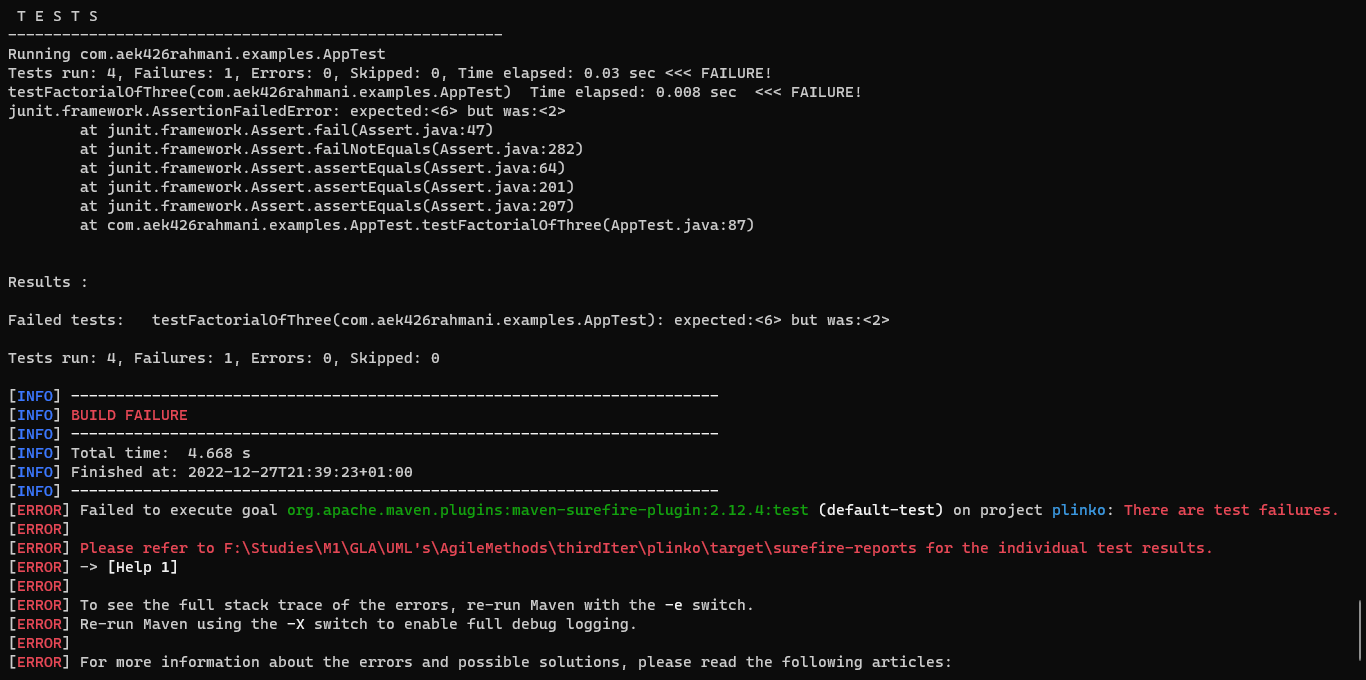 T E S T S
-------------------------------------------------------
Running com.aek426rahmani.examples.AppTest
Tests run: 4, Failures: 1, Errors: 0, Skipped: 0, Time elapsed: 0.03 sec <<< FAILURE!
testFactorialOfThree(com.aek426rahmani.examples.AppTest)  Time elapsed: 0.008 sec  <<< FAILURE!
junit.framework.AssertionFailedError: expected:<6> but was:<2>
        at junit.framework.Assert.fail(Assert.java:47)
        at junit.framework.Assert.failNotEquals(Assert.java:282)
        at junit.framework.Assert.assertEquals(Assert.java:64)
        at junit.framework.Assert.assertEquals(Assert.java:201)
        at junit.framework.Assert.assertEquals(Assert.java:207)
        at com.aek426rahmani.examples.AppTest.testFactorialOfThree(AppTest.java:87)
Results :
Failed tests:   testFactorialOfThree(com.aek426rahmani.examples.AppTest): expected:<6> but was:<2>
Tests run: 4, Failures: 1, Errors: 0, Skipped: 0
[INFO] ------------------------------------------------------------------------
[INFO] BUILD FAILURE
[INFO] ------------------------------------------------------------------------
[INFO] Total time:  4.668 s
[INFO] Finished at: 2022-12-27T21:39:23+01:00
[INFO] ------------------------------------------------------------------------
[ERROR] Failed to execute goal org.apache.maven.plugins:maven-surefire-plugin:2.12.4:test (default-test) on project plinko: There are test failures.
[ERROR]
[ERROR] Please refer to F:\Studies\M1\GLA\UML's\AgileMethods\thirdIter\plinko\target\surefire-reports for the individual test results.
[ERROR] -> [Help 1]
[ERROR]
[ERROR] To see the full stack trace of the errors, re-run Maven with the -e switch.
[ERROR] Re-run Maven using the -X switch to enable full debug logging.
[ERROR]
[ERROR] For more information about the errors and possible solutions, please read the following articles: